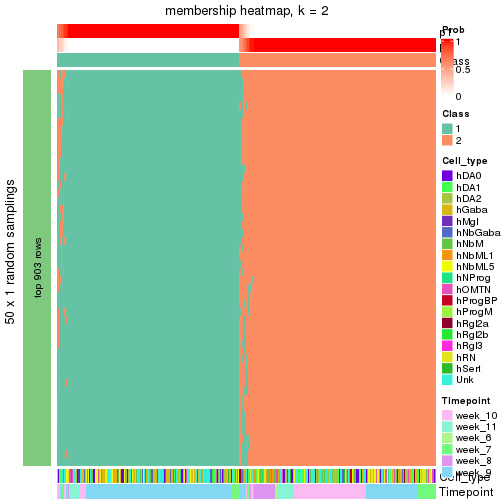 membership heatmap, k = 2
50 x 1 random samplings
top 903 rows
p1
Class
Cell_type
Timepoint
Prob
1
0.5
0
Class
1
2
Cell_type
hDA0
hDA1
hDA2
hGaba
hMgl
hNbGaba
hNbM
hNbML1
hNbML5
hNProg
hOMTN
hProgBP
hProgM
hRgl2a
hRgl2b
hRgl3
hRN
hSert
Unk
Timepoint
week_10
week_11
week_6
week_7
week_8
week_9